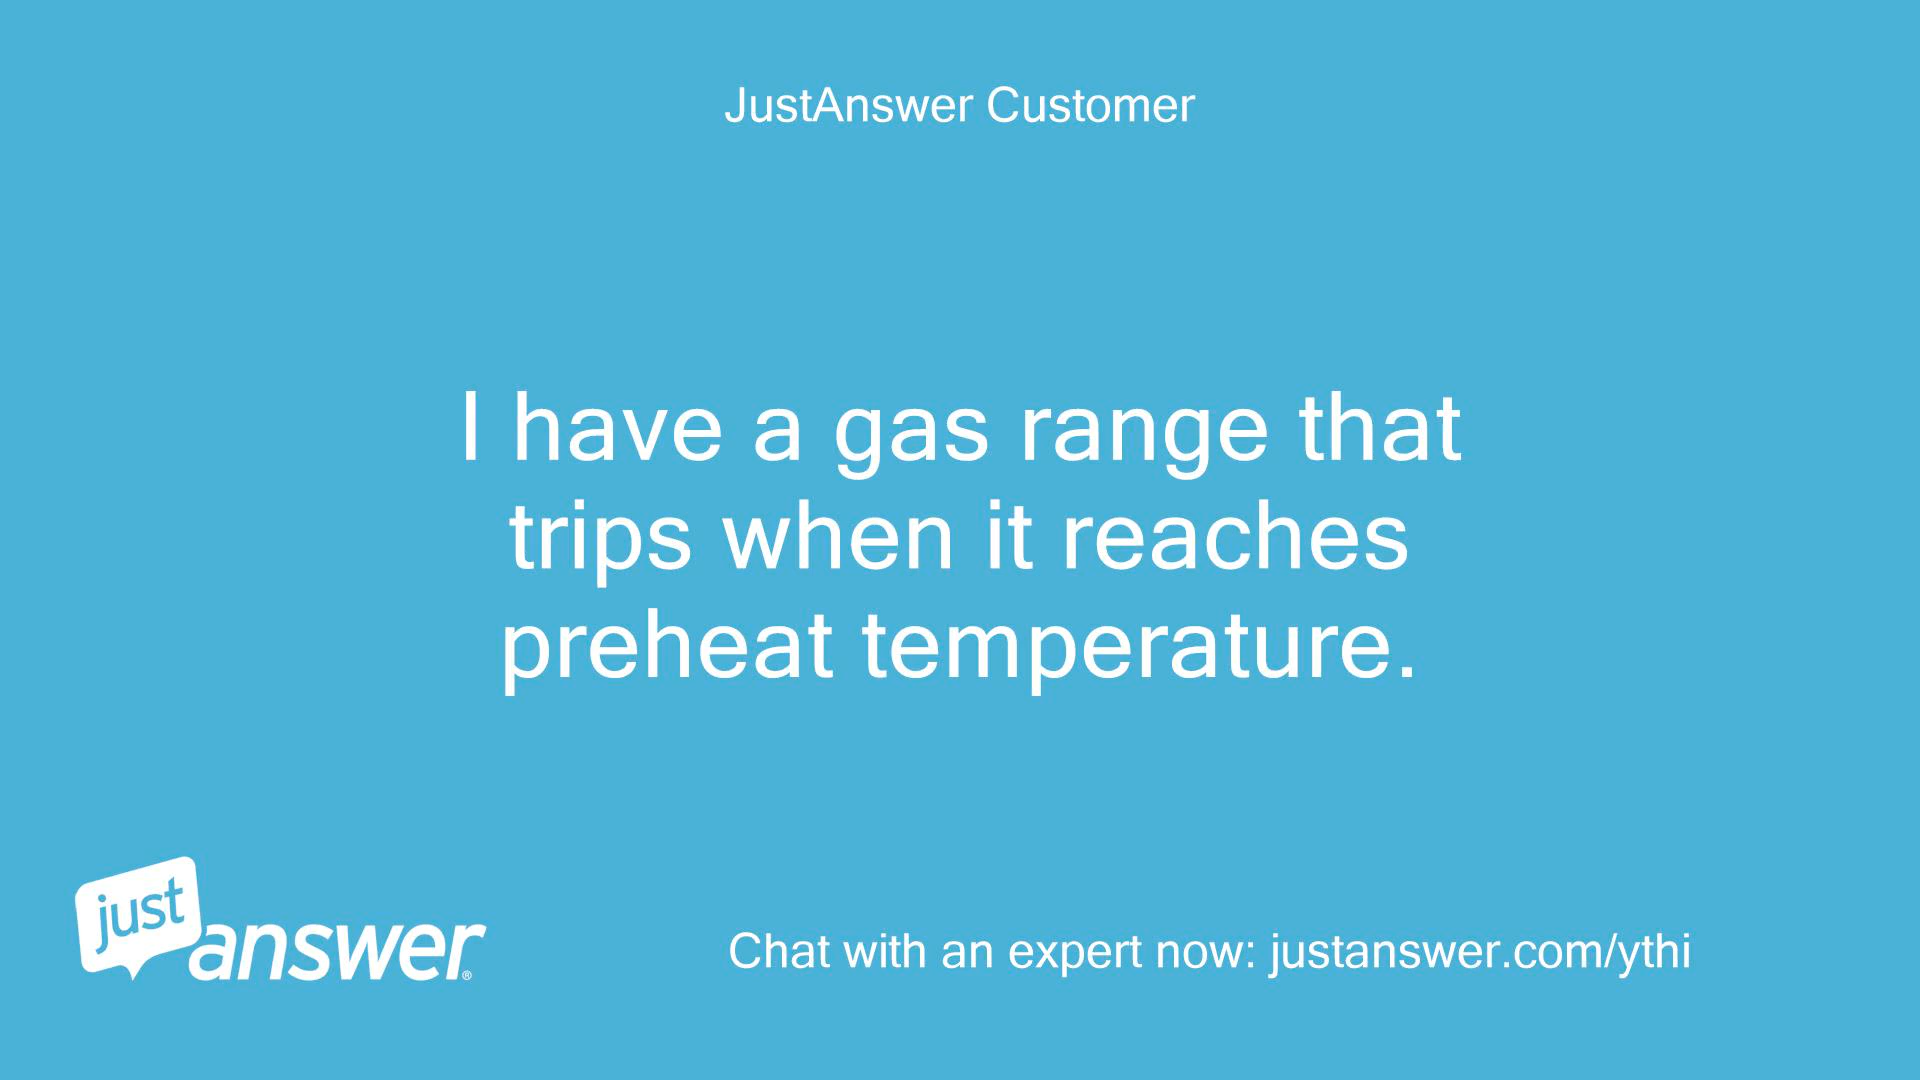 JustAnswer Customer
I have a gas range that
trips when it reaches
preheat temperature.
just
answer®
Chat with an expert now: justanswer.com/ythi